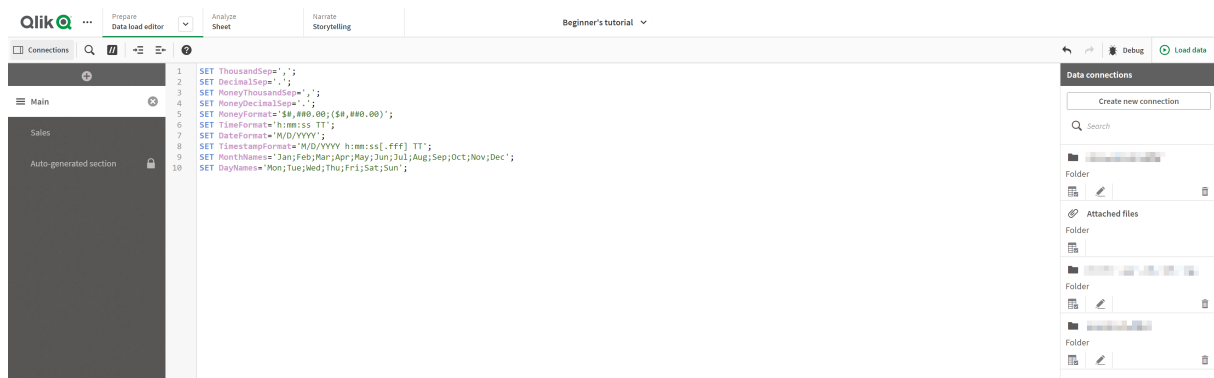 Qlik
Prepare
Data load editor
Analyze
Sheet
Narrate
Storytelling
Beginner's tutorial
Connections
Debug
Load data
Main
Sales
Auto-generated section
1 SET ThousandSep=',';
2 SET DecimalSep='.';
3 SET MoneyThousandSep=',';
4 SET MoneyDecimalSep='.';
5 SET MoneyFormat='$#,##0.00;($#,##0.00)';
6 SET TimeFormat='h:mm:ss TT';
7 SET DateFormat='M/D/YYYY';
8 SET TimestampFormat='M/D/YYYY h:mm:ss[.fff] TT';
9 SET MonthNames='Jan;Feb;Mar;Apr;May;Jun;Jul;Aug;Sep;Oct;Nov;Dec';
10 SET DayNames='Mon;Tue;Wed;Thu;Fri;Sat;Sun';
Data connections
Create new connection
Search
Folder
Attached files
Folder
Folder
Folder